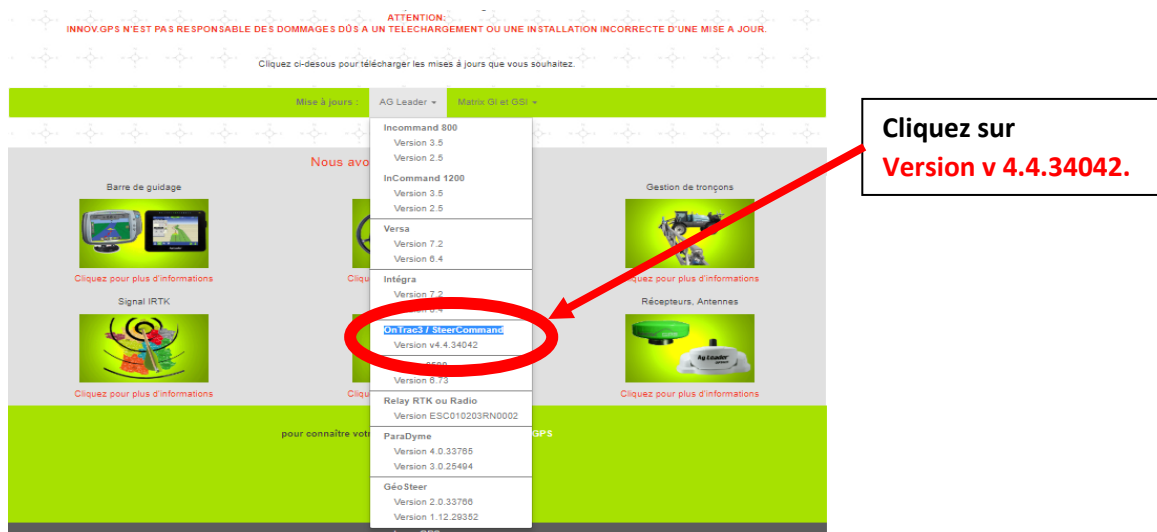 ATTENTION:
INNOV.GPS N'EST PAS RESPONSABLE DES DOMMAGES DÛS A UN TELECHARGEMENT OU UNE INSTALLATION INCORRECTE D'UNE MISE A JOUR.
Cliquez ci-desous pour télécharger les mises à jours que vous souhaitez.
Mise à jours :
AG Leader
Matrix GI et GSI
Incommand 800
Version 3.5
Version 2.5
InCommand 1200
Version 3.5
Version 2.5
Versa
Version 7.2
Version 6.4
Intégra
Version 7.2
OnTrac3 / SteerCommand
Version v4.4.34042
Version 6.73
Relay RTK ou Radio
Version ESC010203RN0002
ParaDyme
Version 4.0.33765
Version 3.0.25494
GéoSteer
Version 2.0.33766
Version 1.12.29352
Cliquez sur
Version v 4.4.34042.
Nous avo
Barre de guidage
Cliquez pour plus d'informations
Signal IRTK
Cliquez pour plus d'informations
Cliqu
Cliqu
Gestion de tronçons
quez pour plus d'informations
Récepteurs, Antennes
Ag Leader
Cliquez pour plus d'informations
pour connaître votr
GPS